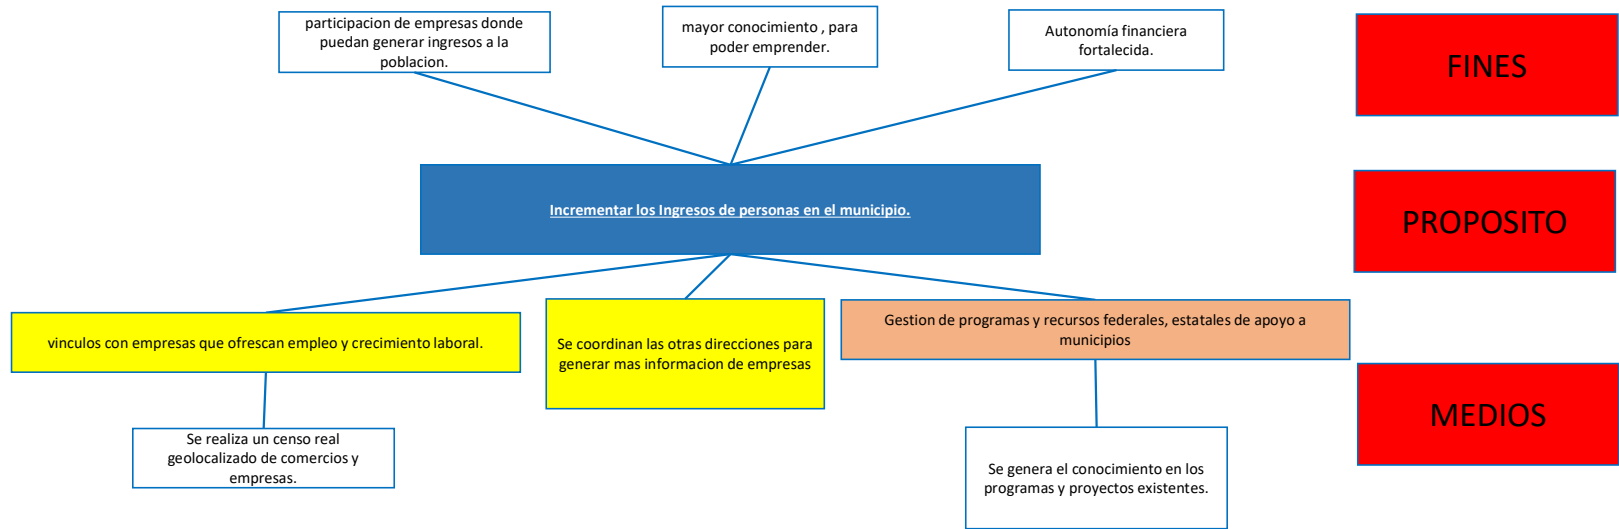 participacion de empresas donde
puedan generar ingresos a la
poblacion.
mayor conocimiento , para
poder emprender.
Autonomía financiera
fortalecida.
FINES
Incrementar los Ingresos de personas en el municipio.
PROPOSITO
vinculos con empresas que ofrescan empleo y crecimiento laboral.
Se coordinan las otras direcciones para
generar mas informacion de empresas
Gestion de programas y recursos federales, estatales de apoyo a
municipios
MEDIOS
Se realiza un censo real
geolocalizado de comercios y
empresas.
Se genera el conocimiento en los
programas y proyectos existentes.